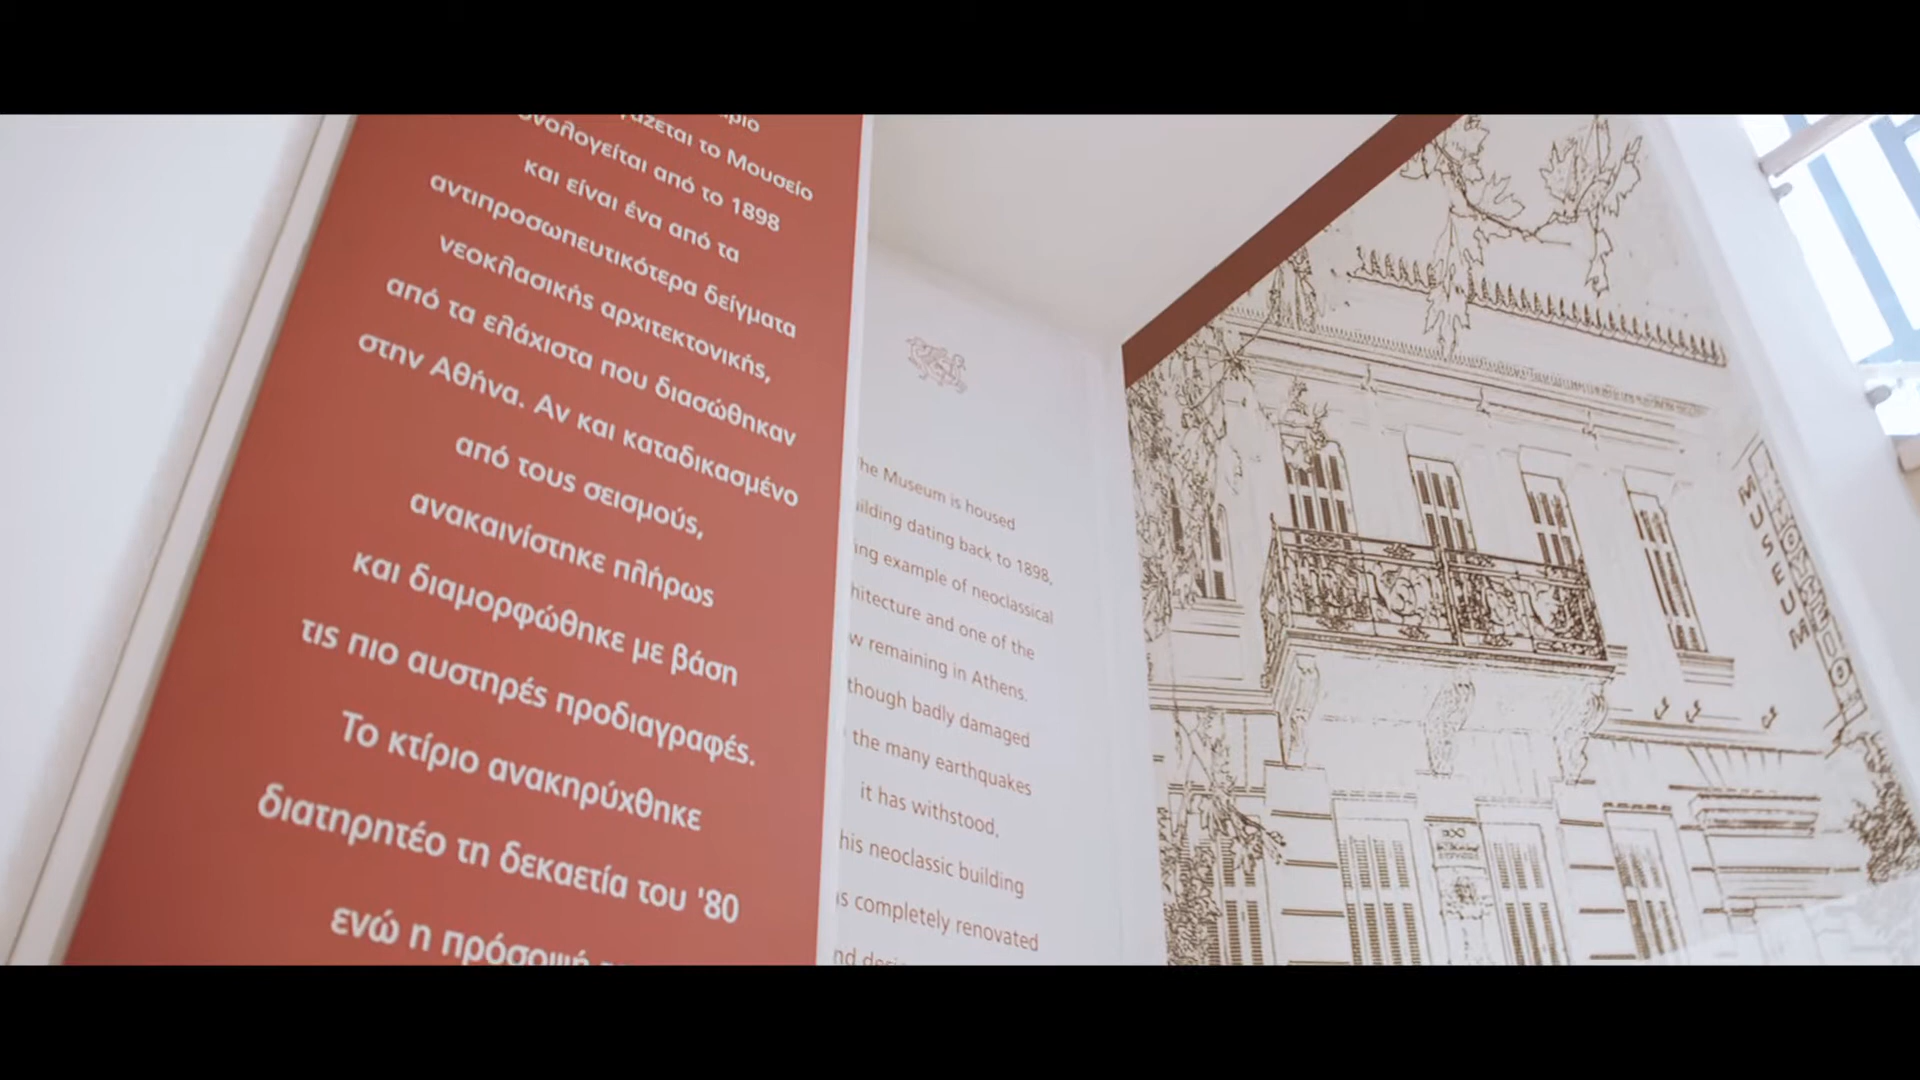 το Μουσείο
από το 1898
και είναι ένα από τα
αντιπροσωπευτικότερα δείγματα
νεοκλασικής αρχιτεκτονικής,
από τα ελάχιστα που διασώθηκαν
στην Αθήνα. Αν και καταδικασμένο
από τους σεισμούς,
ανακαινίστηκε πλήρως
και διαμορφώθηκε με βάση
τις πιο αυστηρές προδιαγραφές.
Το κτίριο ανακηρύχθηκε
διατηρητέο τη δεκαετία του '80
ενώ η πρόσοψή
he Museum is housed
ilding dating back to 1898,
ing example of neoclassical
hitecture and one of the
w remaining in Athens.
though badly damaged
the many earthquakes
it has withstood,
his neoclassic building
s completely renovated
ΜΟΥΣΕΙΟ
MUSEUM